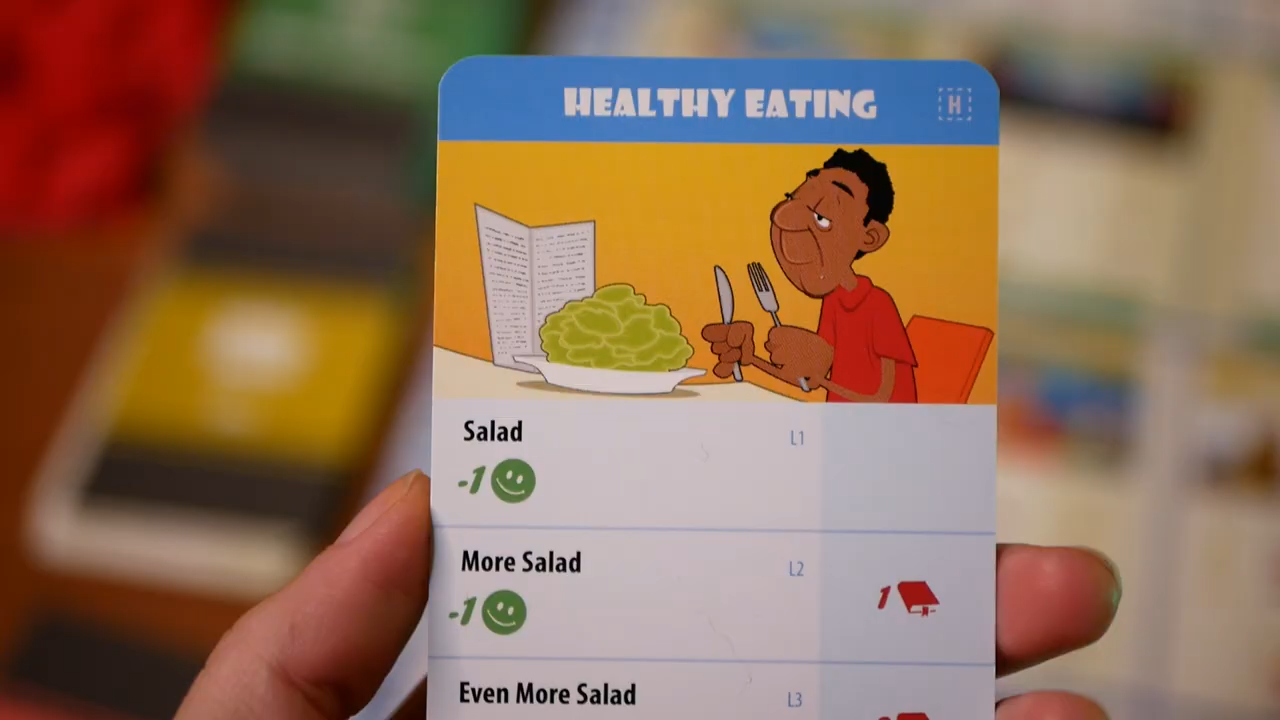 HEALTHY EATING H
Salad L1
-1
More Salad L2
-1 1
Even More Salad L3